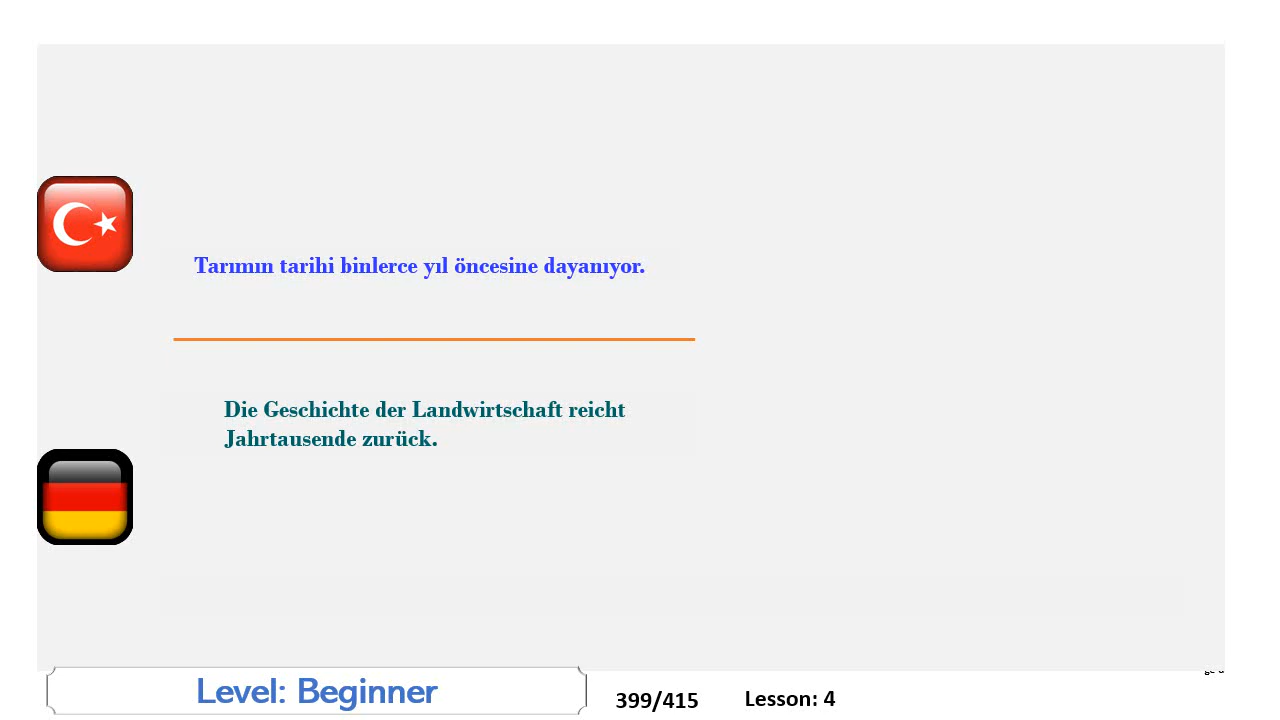 Tarımın tarihi binlerce yıl öncesine dayanıyor.
Die Geschichte der Landwirtschaft reicht
Jahrtausende zurück.
Level: Beginner
399/415
Lesson: 4